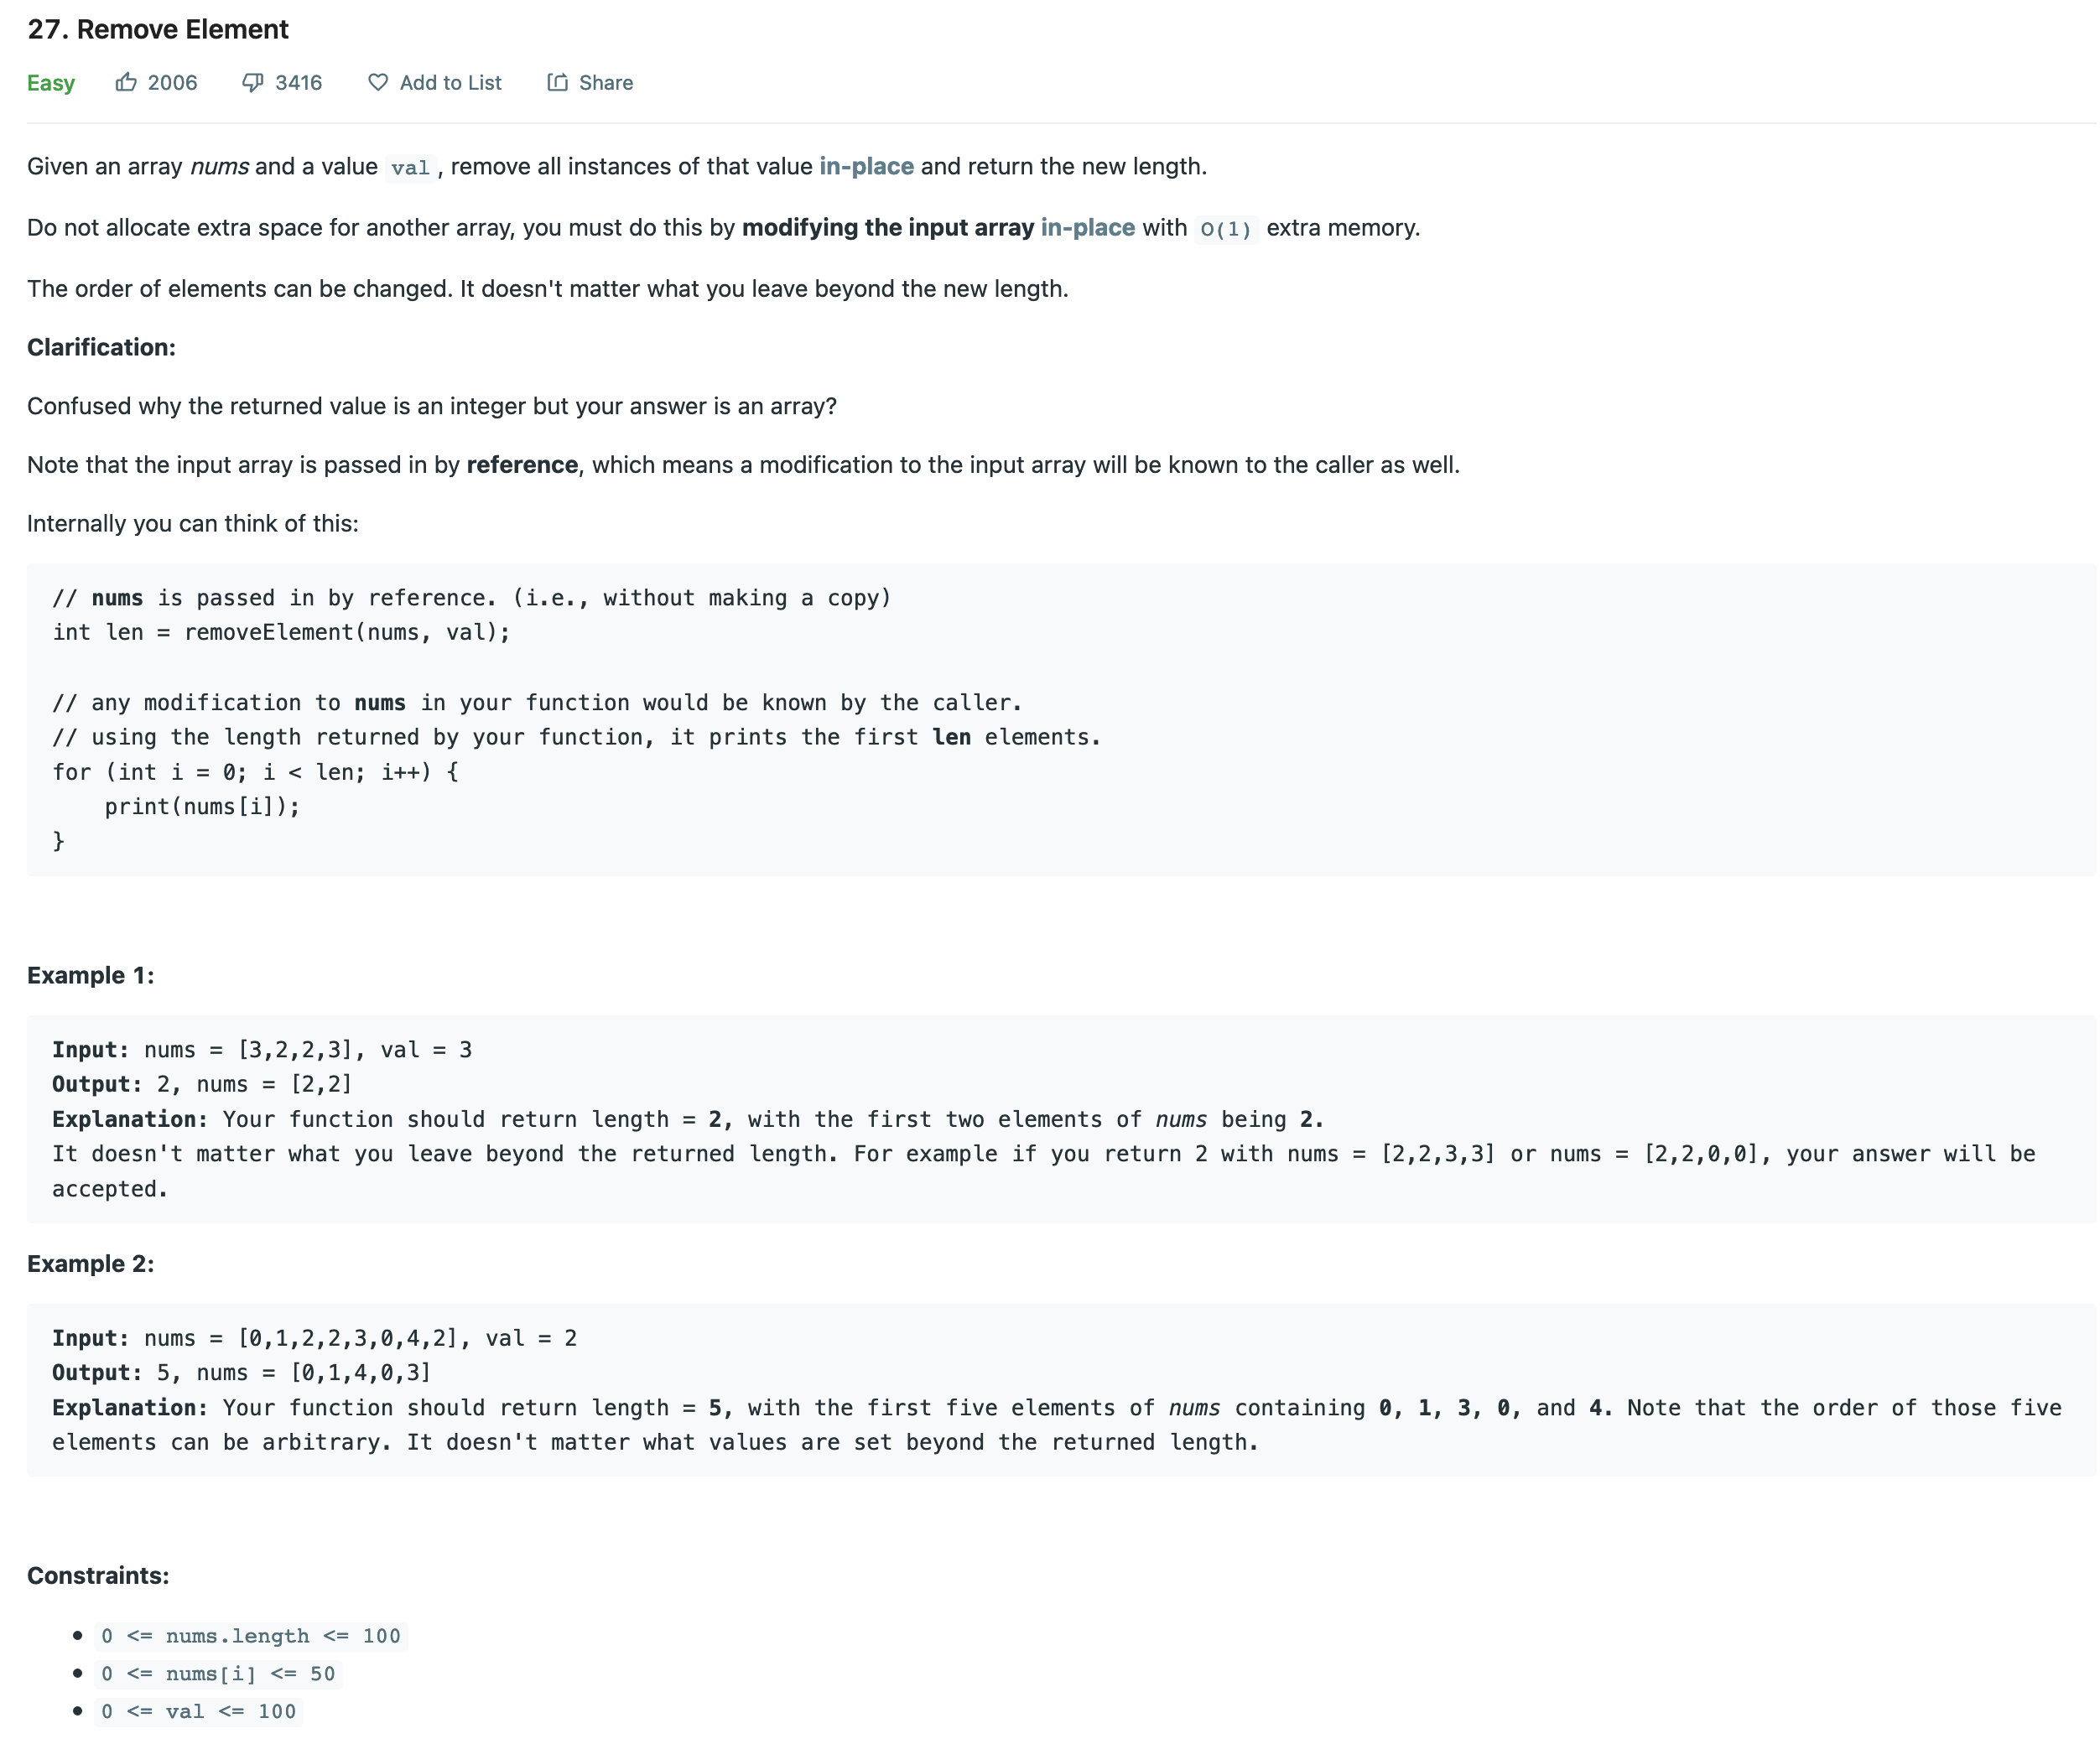 27. Remove Element
Easy 2006 3416 Add to List Share
Given an array nums and a value val , remove all instances of that value in-place and return the new length.
Do not allocate extra space for another array, you must do this by modifying the input array in-place with O(1) extra memory.
The order of elements can be changed. It doesn't matter what you leave beyond the new length.
Clarification:
Confused why the returned value is an integer but your answer is an array?
Note that the input array is passed in by reference, which means a modification to the input array will be known to the caller as well.
Internally you can think of this:
// nums is passed in by reference. (i.e., without making a copy)
int len = removeElement(nums, val);
// any modification to nums in your function would be known by the caller.
// using the length returned by your function, it prints the first len elements.
for (int i = 0; i < len; i++) {
    print(nums[i]);
}
Example 1:
Input: nums = [3,2,2,3], val = 3
Output: 2, nums = [2,2]
Explanation: Your function should return length = 2, with the first two elements of nums being 2.
It doesn't matter what you leave beyond the returned length. For example if you return 2 with nums = [2,2,3,3] or nums = [2,2,0,0], your answer will be
accepted.
Example 2:
Input: nums = [0,1,2,2,3,0,4,2], val = 2
Output: 5, nums = [0,1,4,0,3]
Explanation: Your function should return length = 5, with the first five elements of nums containing 0, 1, 3, 0, and 4. Note that the order of those five
elements can be arbitrary. It doesn't matter what values are set beyond the returned length.
Constraints:
• 0 <= nums.length <= 100
• 0 <= nums[i] <= 50
• 0 <= val <= 100